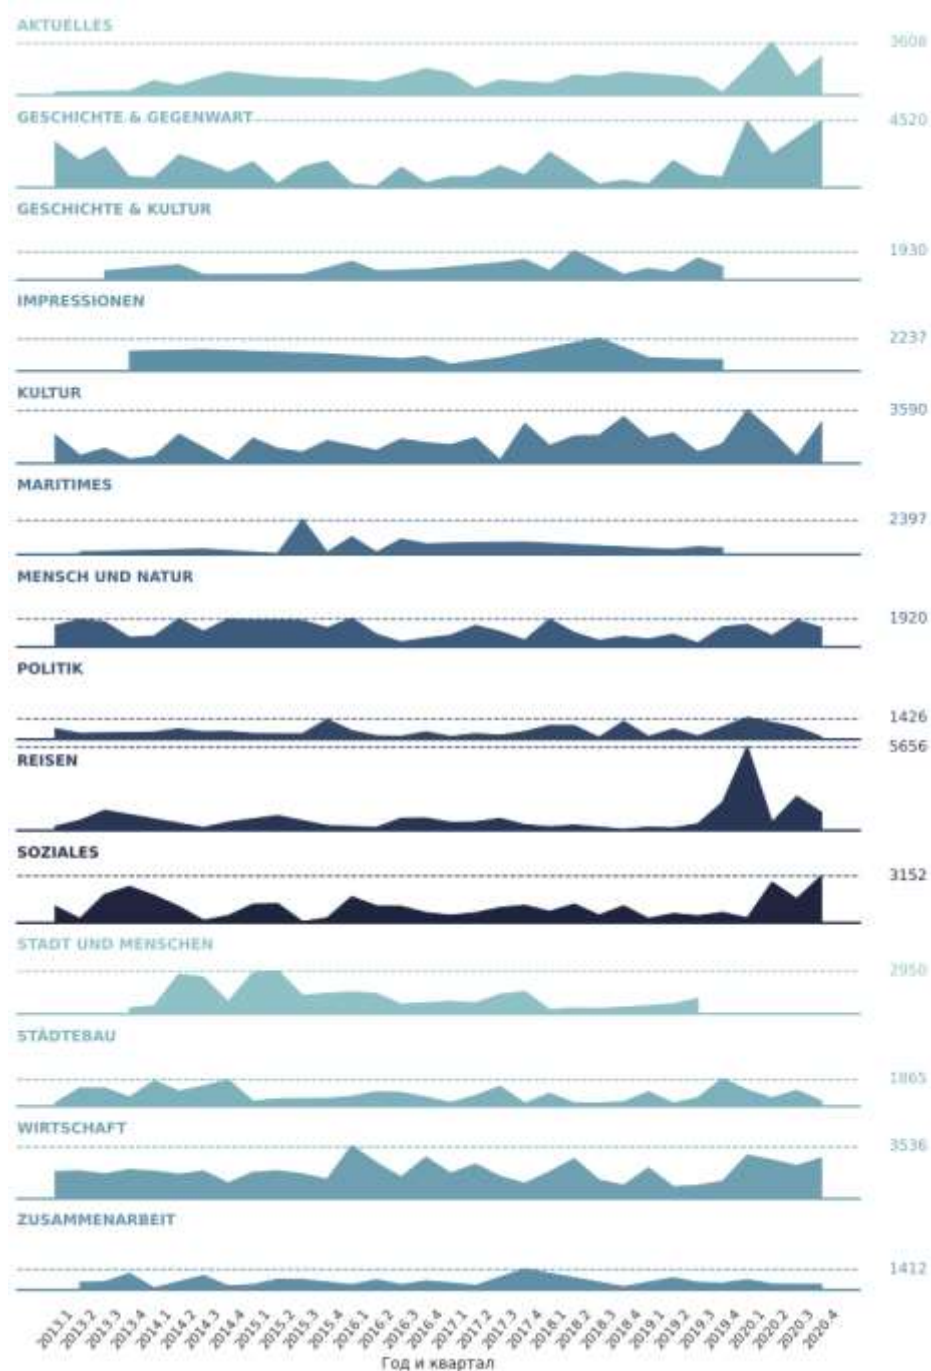 AKTUELLES
3608
GESCHICHTE & GEGENWART
4520
GESCHICHTE & KULTUR
1930
IMPRESSIONEN
2237
KULTUR
3590
MARITIMES
2397
MENSCH UND NATUR
1920
POLITIK
1426
5656
REISEN
SOZIALES
3152
STADT UND MENSCHEN
2950
STÄDTEBAU
1865
WIRTSCHAFT
3536
ZUSAMMENARBEIT
1412
2013.1 2013.2 2013.3 2013.4 2014.1 2014.2 2014.3 2014.4 2015.1 2015.2 2015.3 2015.4 2016.1 2016.2 2016.3 2016.4 2017.1 2017.2 2017.3 2017.4 2018.1 2018.2 2018.3 2018.4 2019.1 2019.2 2019.3 2019.4 2020.1 2020.2 2020.3 2020.4
Год и квартал